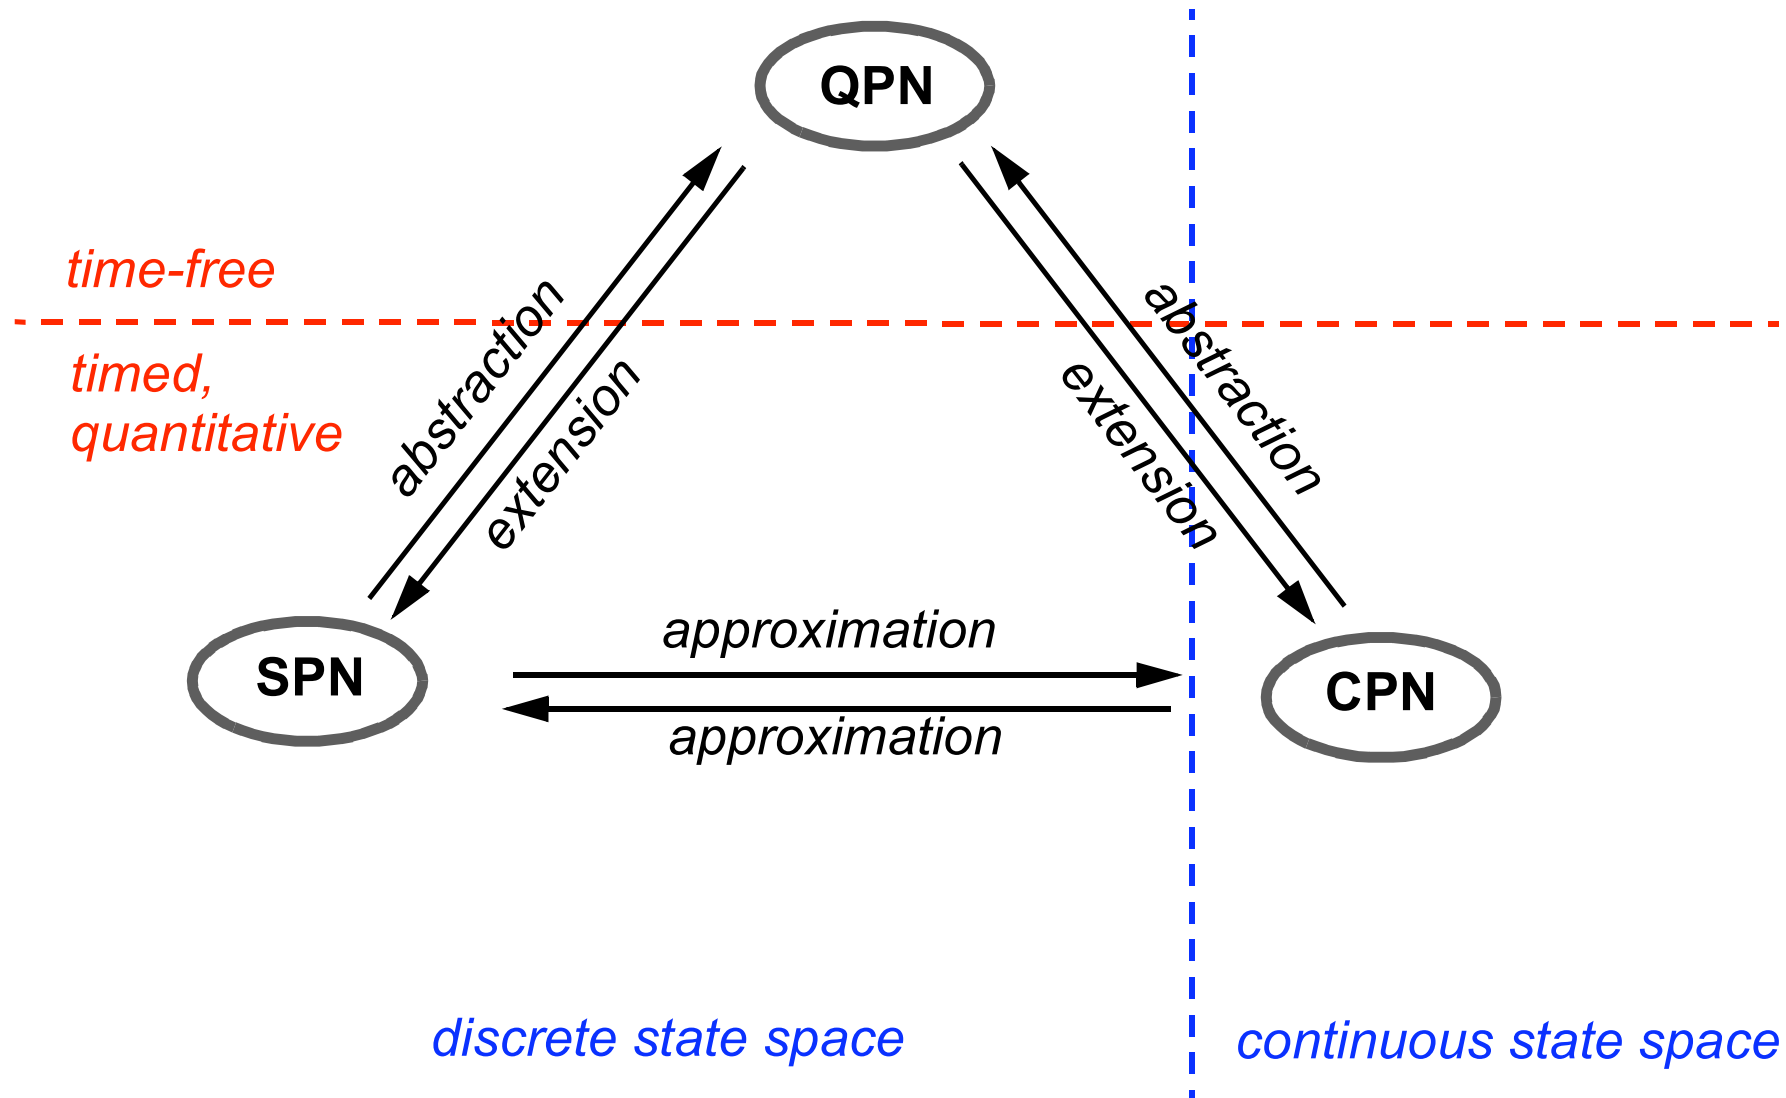 QPN
time-free
timed,
quantitative
abstraction
extension
extension
abstraction
SPN
approximation
approximation
CPN
discrete state space
continuous state space